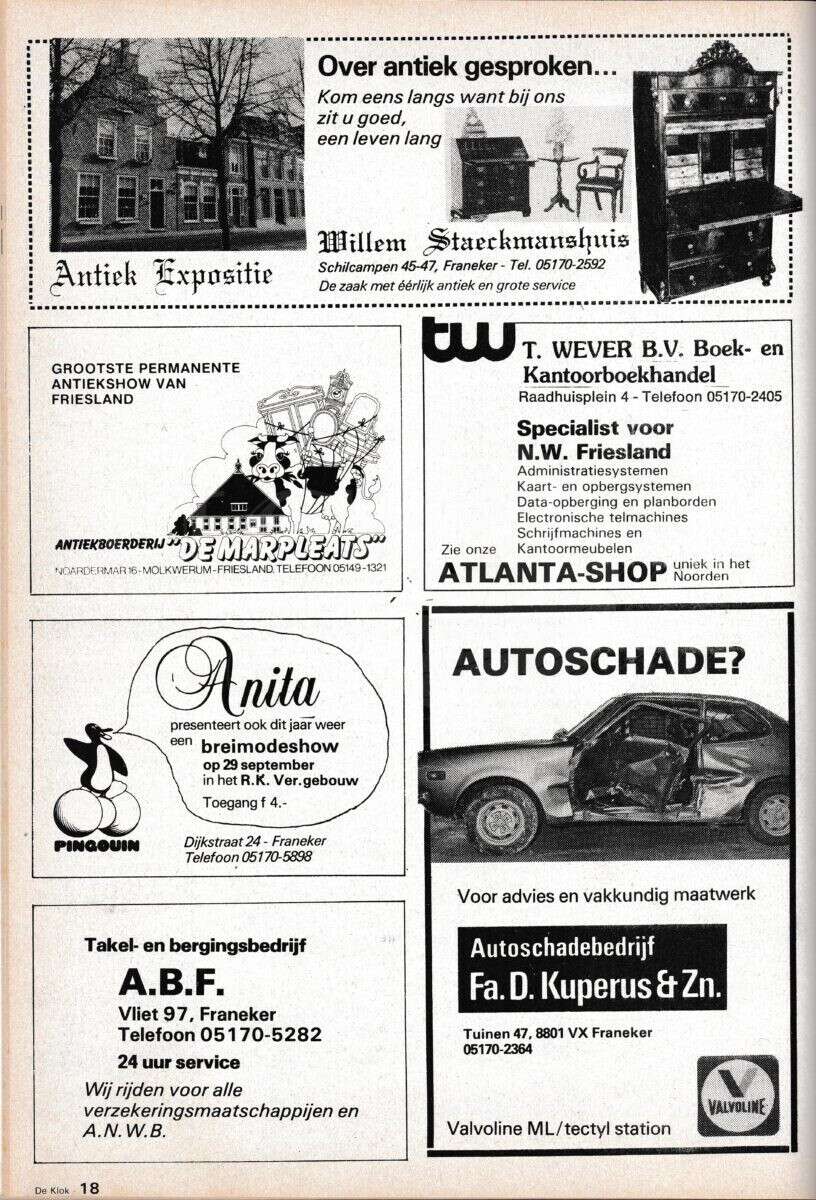 Over antiek gesproken...
Kom eens langs want bij ons
zit u goed,
een leven lang
Antiek Expositie
Willem Staeckmanshuis
Schilcampen 45-47, Franeker - Tel. 05170-2592
De zaak met éérlijk antiek en grote service
GROOTSTE PERMANENTE
ANTIEKSHOW VAN
FRIESLAND
ANTIEKBOERDERIJ "DE MARPLEATS"
NOARDERMAR 16 - MOLKWERUM - FRIESLAND. TELEFOON 05149-1321
tw
T. WEVER B.V. Boek- en
Kantoorboekhandel
Raadhuisplein 4 - Telefoon 05170-2405
Specialist voor
N.W. Friesland
Administratiesystemen
Kaart- en opbergsystemen
Data-opberging en planborden
Electronische telmachines
Schrijfmachines en
Zie onze Kantoormeubelen
ATLANTA-SHOP uniek in het
Noorden
Anita
presenteert ook dit jaar weer
een breimodeshow
op 29 september
in het R.K. Ver.gebouw
Toegang f 4.-
PINGOUIN
Dijkstraat 24 - Franeker
Telefoon 05170-5898
AUTOSCHADE?
Voor advies en vakkundig maatwerk
Autoschadebedrijf
Fa. D. Kuperus & Zn.
Tuinen 47, 8801 VX Franeker
05170-2364
VALVOLINE
Valvoline ML/tectyl station
Takel- en bergingsbedrijf
A.B.F.
Vliet 97, Franeker
Telefoon 05170-5282
24 uur service
Wij rijden voor alle
verzekeringsmaatschappijen en
A.N.W.B.
De Klok - 18